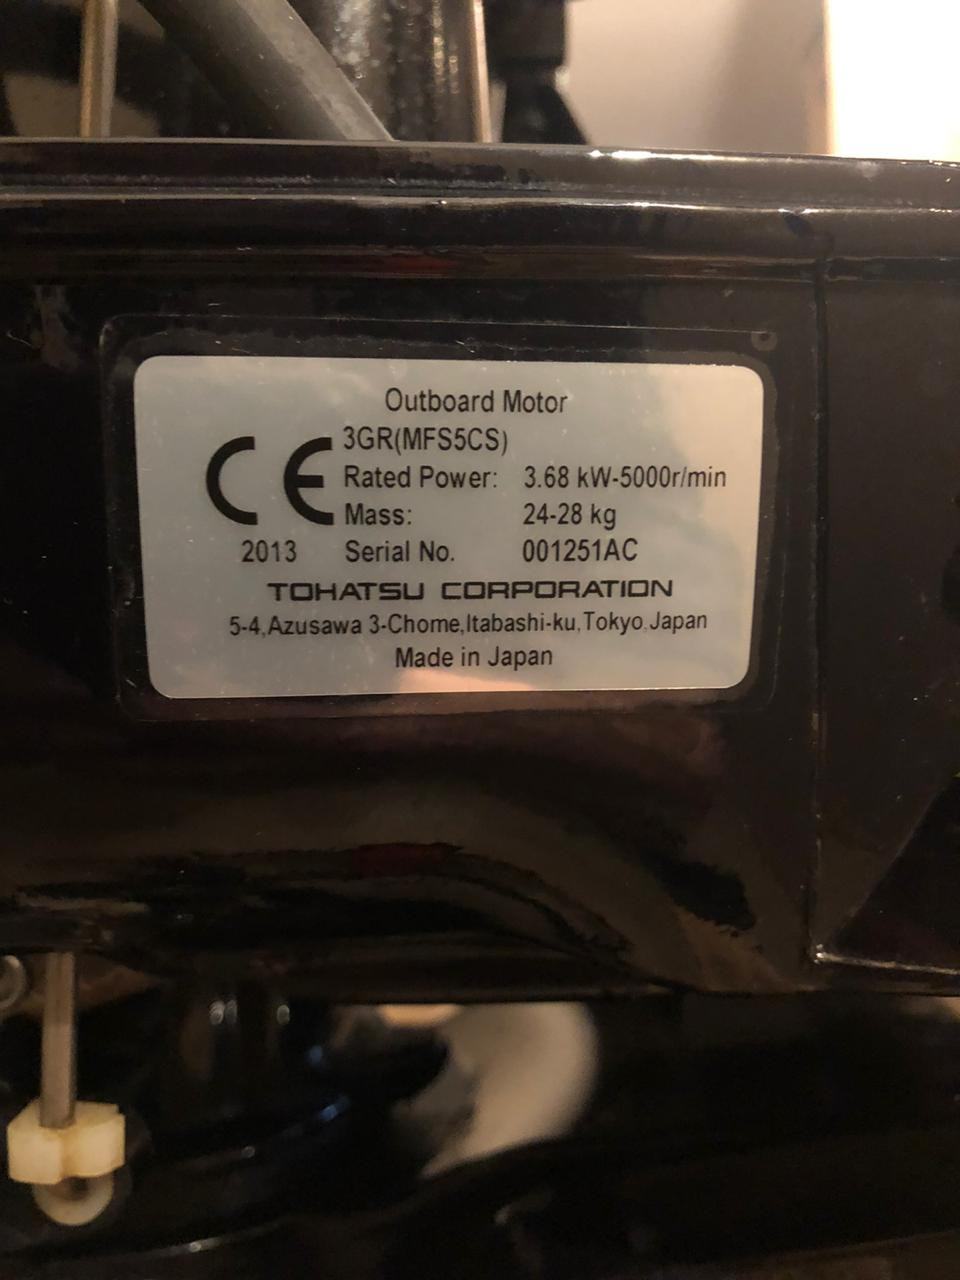 Outboard Motor
CE 3GR(MFS5CS)
Rated Power: 3.68 kW-5000r/min
Mass: 24-28 kg
2013 Serial No. 001251AC
TOHATSU CORPORATION
5-4,Azusawa 3-Chome,Itabashi-ku,Tokyo,Japan
Made in Japan